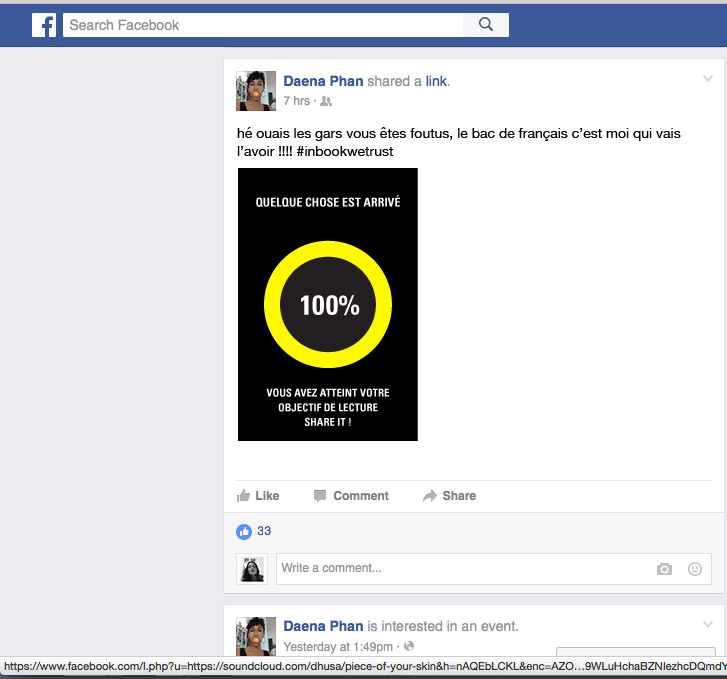 f Search Facebook
Daena Phan shared a link.
7 hrs ·
hé ouais les gars vous êtes foutus, le bac de français c’est moi qui vais
l’avoir !!!! #inbookwetrust
QUELQUE CHOSE EST ARRIVÉ
100%
VOUS AVEZ ATTEINT VOTRE
OBJECTIF DE LECTURE
SHARE IT !
Like Comment Share
33
Write a comment...
Daena Phan is interested in an event.
Yesterday at 1:49pm ·
https://www.facebook.com/l.php?u=https://soundcloud.com/dhusa/piece-of-your-skin&h=nAQEbLCKL&enc=AZO...9WLuHchaBZNlezhcDQmdY